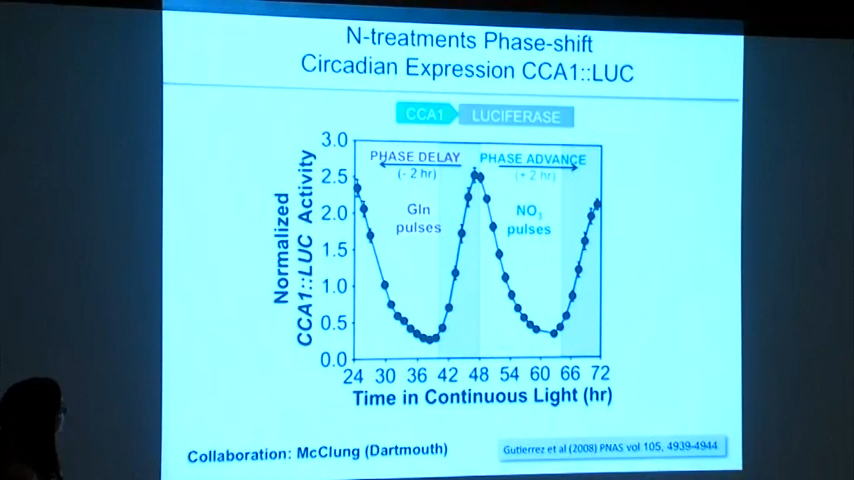 N-treatments Phase-shift
Circadian Expression CCA1::LUC
CCA1 LUCIFERASE
PHASE DELAY PHASE ADVANCE
(- 2 hr) (+ 2 hr)
Gln NO3
pulses pulses
Normalized
CCA1::LUC Activity
3.0
2.5
2.0
1.5
1.0
0.5
0.0
24 30 36 42 48 54 60 66 72
Time in Continuous Light (hr)
Collaboration: McClung (Dartmouth)
Gutierrez et al (2008) PNAS vol 105, 4939-4944